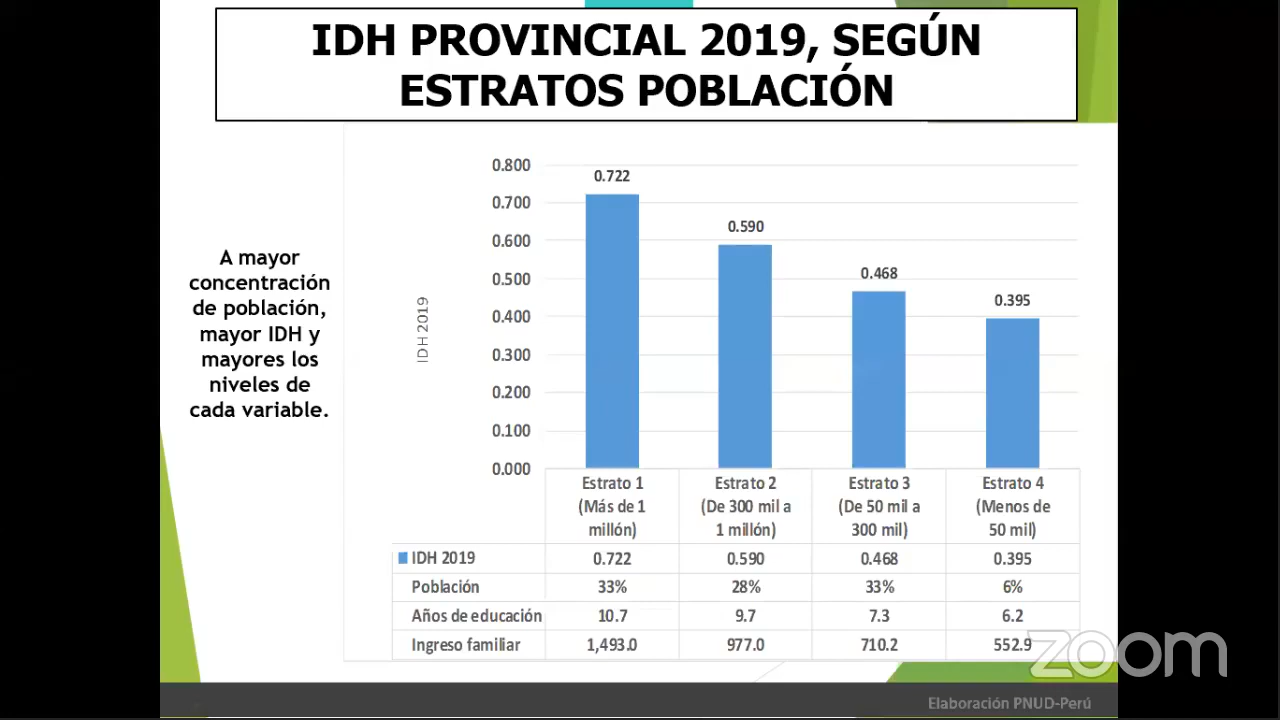 IDH PROVINCIAL 2019, SEGÚN
ESTRATOS POBLACIÓN
A mayor
concentración
de población,
mayor IDH y
mayores los
niveles de
cada variable.
IDH 2019
0.800
0.700
0.600
0.500
0.400
0.300
0.200
0.100
0.000
0.722
0.590
0.468
0.395
Estrato 1 Estrato 2 Estrato 3 Estrato 4
(Más de 1 (De 300 mil a (De 50 mil a (Menos de
millón) 1 millón) 300 mil) 50 mil)
IDH 2019 0.722 0.590 0.468 0.395
Población 33% 28% 33% 6%
Años de educación 10.7 9.7 7.3 6.2
Ingreso familiar 1,493.0 977.0 710.2 552.9
zoom
Elaboración PNUD-Perú